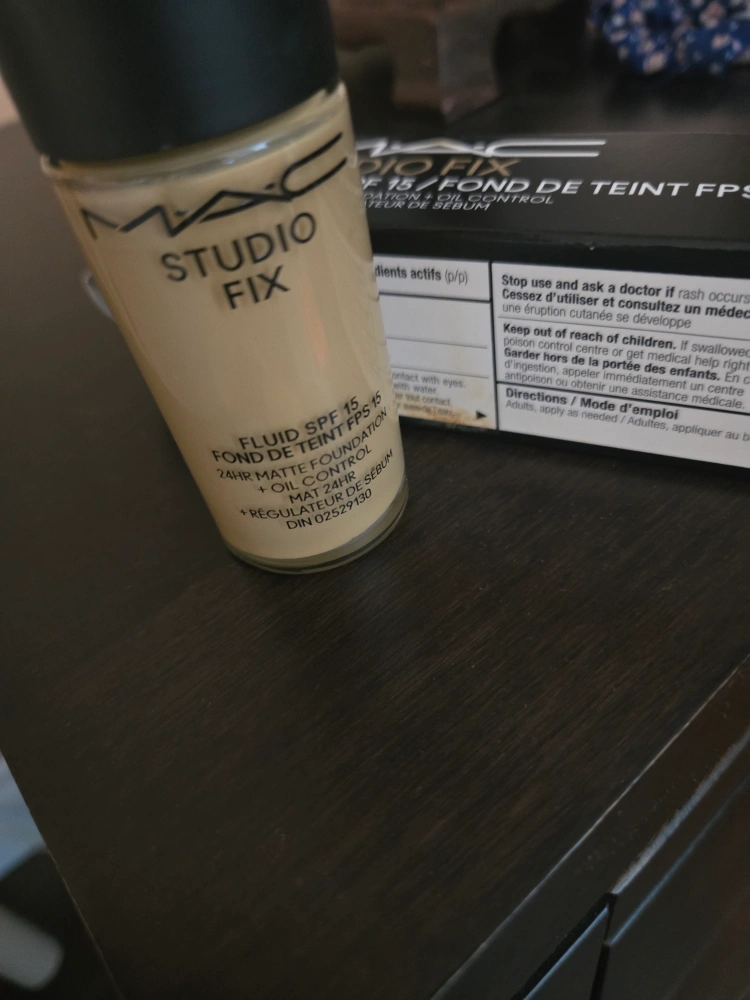 M·A·C
STUDIO
FIX
FLUID SPF 15
FOND DE TEINT FPS 15
24HR MATTE FOUNDATION
+ OIL CONTROL
MAT 24HR
+RÉGULATEUR DE SÉBUM
DIN 02529130
M·A·C
DIO FIX
PF 15 / FOND DE TEINT FPS
DATION + OIL CONTROL
ATEUR DE SÉBUM
dients actifs (p/p)
ontact with eyes.
with water.
Stop use and ask a doctor if rash occurs
Cessez d'utiliser et consultez un médec
une éruption cutanée se développe
Keep out of reach of children. If swallowed
poison control centre or get medical help right
Garder hors de la portée des enfants. En c
d'ingestion, appeler immédiatement un centre
antipoison ou obtenir une assistance médicale
Directions / Mode d'emploi
Adults, apply as needed / Adultes, appliquer au b